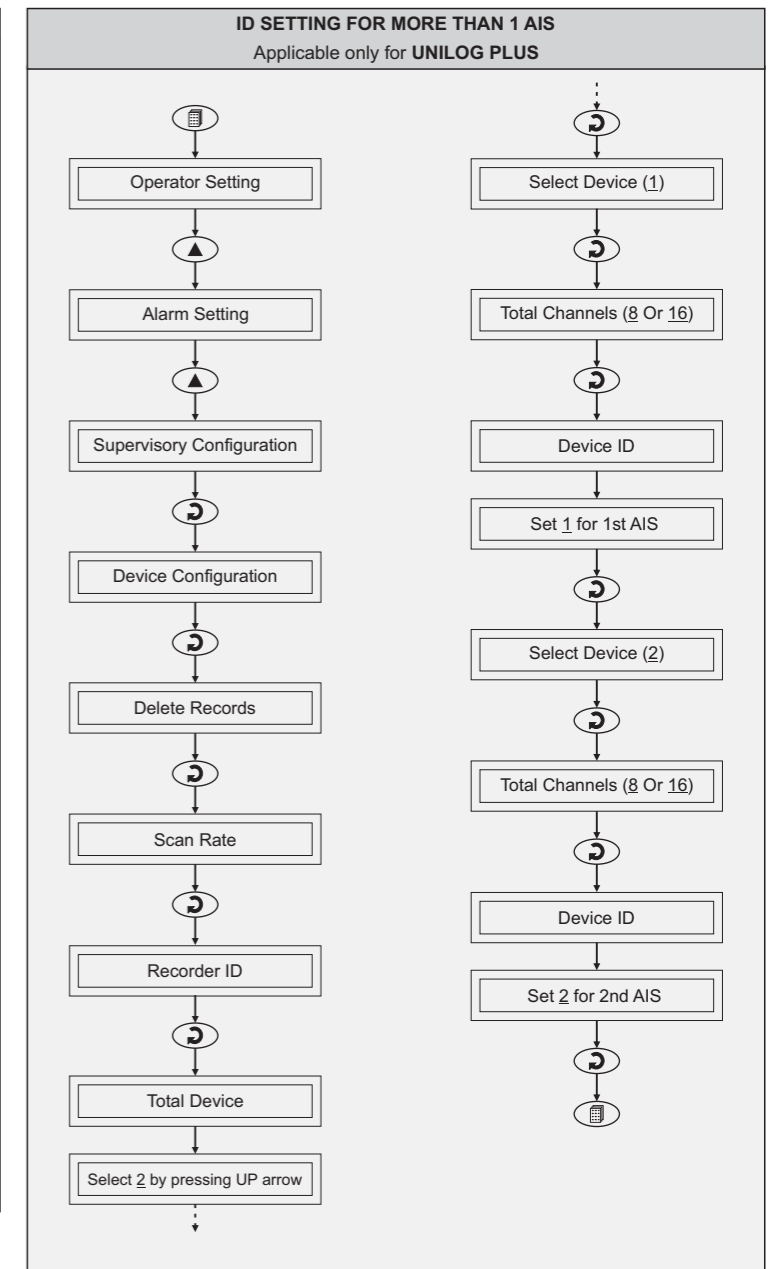 ID SETTING FOR MORE THAN 1 AIS
Applicable only for UNILOG PLUS
Operator Setting
Alarm Setting
Supervisory Configuration
Device Configuration
Delete Records
Scan Rate
Recorder ID
Total Device
Select 2 by pressing UP arrow
Select Device (1)
Total Channels (8 Or 16)
Device ID
Set 1 for 1st AIS
Select Device (2)
Total Channels (8 Or 16)
Device ID
Set 2 for 2nd AIS